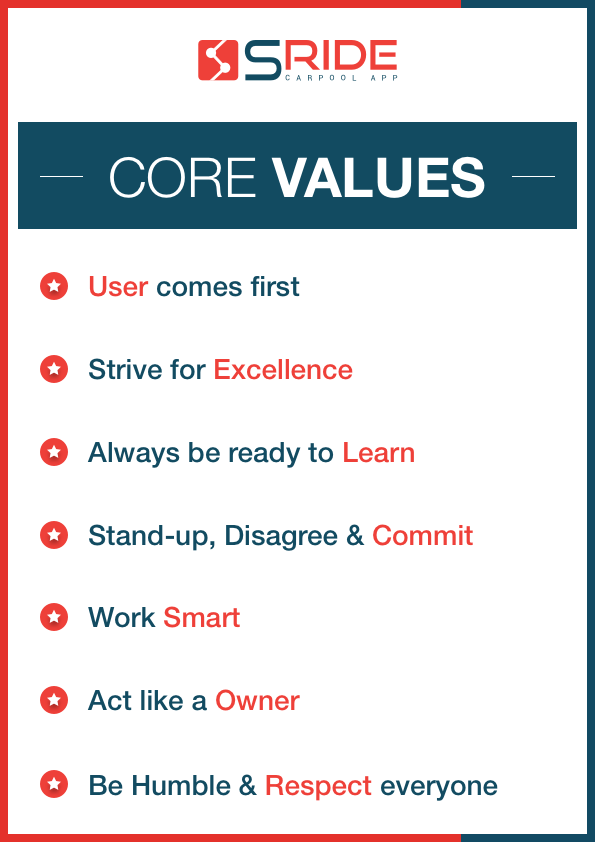 SRIDE
CARPOOL APP
CORE VALUES
User comes first
Strive for Excellence
Always be ready to Learn
Stand-up, Disagree & Commit
Work Smart
Act like a Owner
Be Humble & Respect everyone